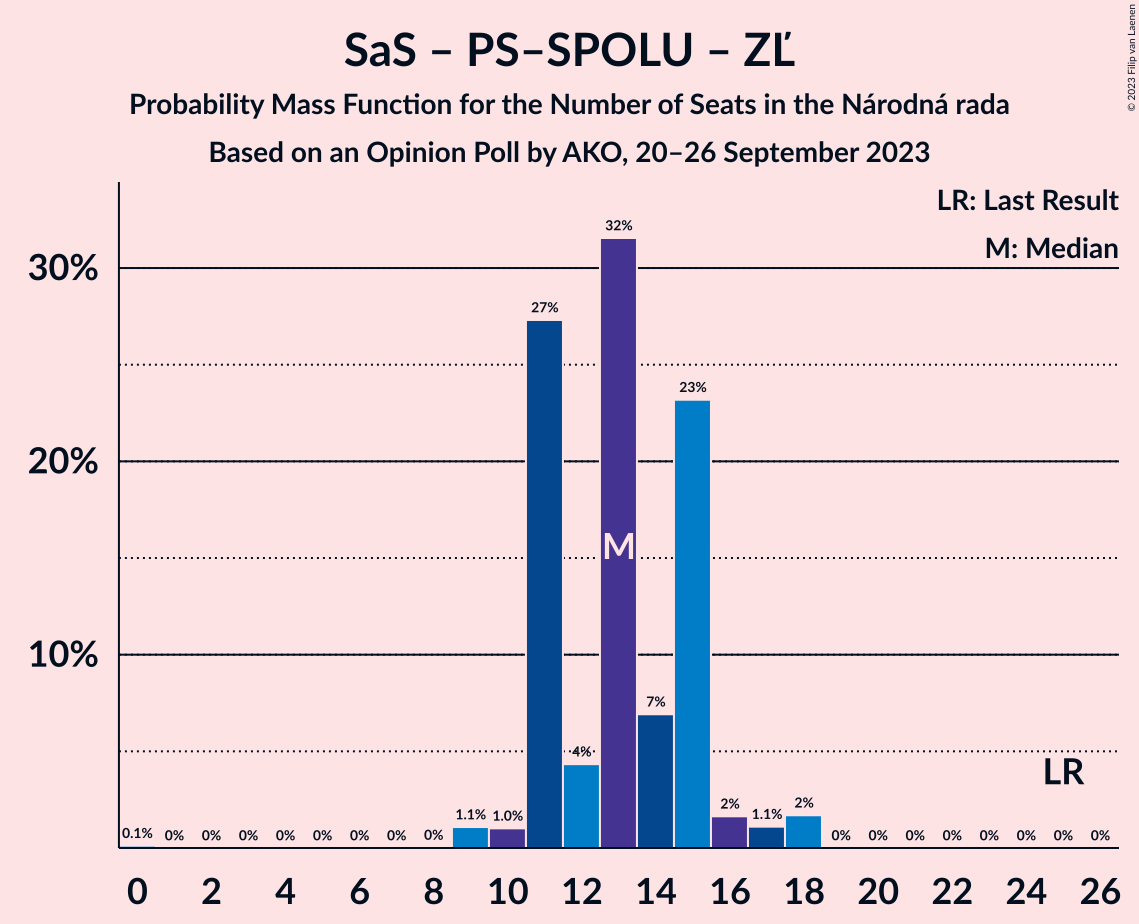 SaS – PS–SPOLU – ZĽ
Probability Mass Function for the Number of Seats in the Národná rada
Based on an Opinion Poll by AKO, 20–26 September 2023
© 2023 Filip van Laenen
LR: Last Result
M: Median
30%
20%
10%
32%
27%
23%
M
7%
4%
LR
0.1% 0% 0% 0% 0% 0% 0% 0% 0% 1.1% 1.0% 2% 1.1% 2% 0% 0% 0% 0% 0% 0% 0% 0%
0 2 4 6 8 10 12 14 16 18 20 22 24 26